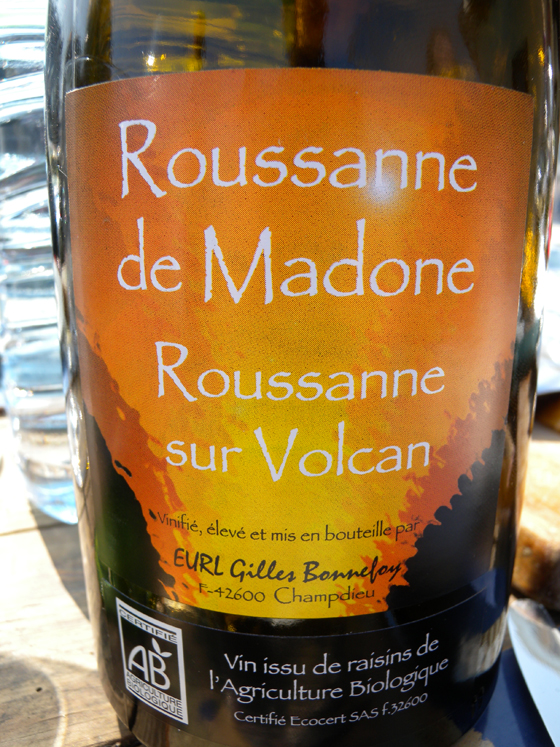 Roussanne
de Madone
Roussanne
sur Volcan
Vinifié, élevé et mis en bouteille par
EURL Gilles Bonnefoy
F-42600 Champdieu
CERTIFIÉ
AB
AGRICULTURE
BIOLOGIQUE
Vin issu de raisins de
l'Agriculture Biologique
Certifié Ecocert SAS f.32600